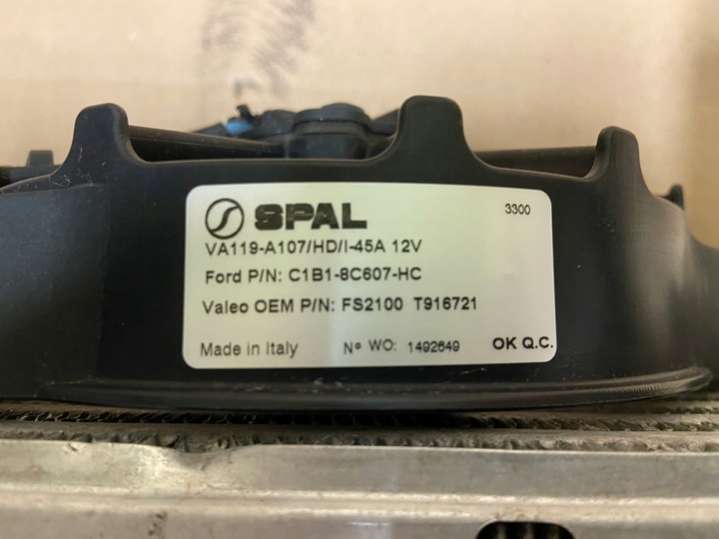 SPAL
3300
VA119-A107/HD/I-45A 12V
Ford P/N: C1B1-8C607-HC
Valeo OEM P/N: FS2100 T916721
Made in Italy Nº WO: 1492649 OK Q.C.